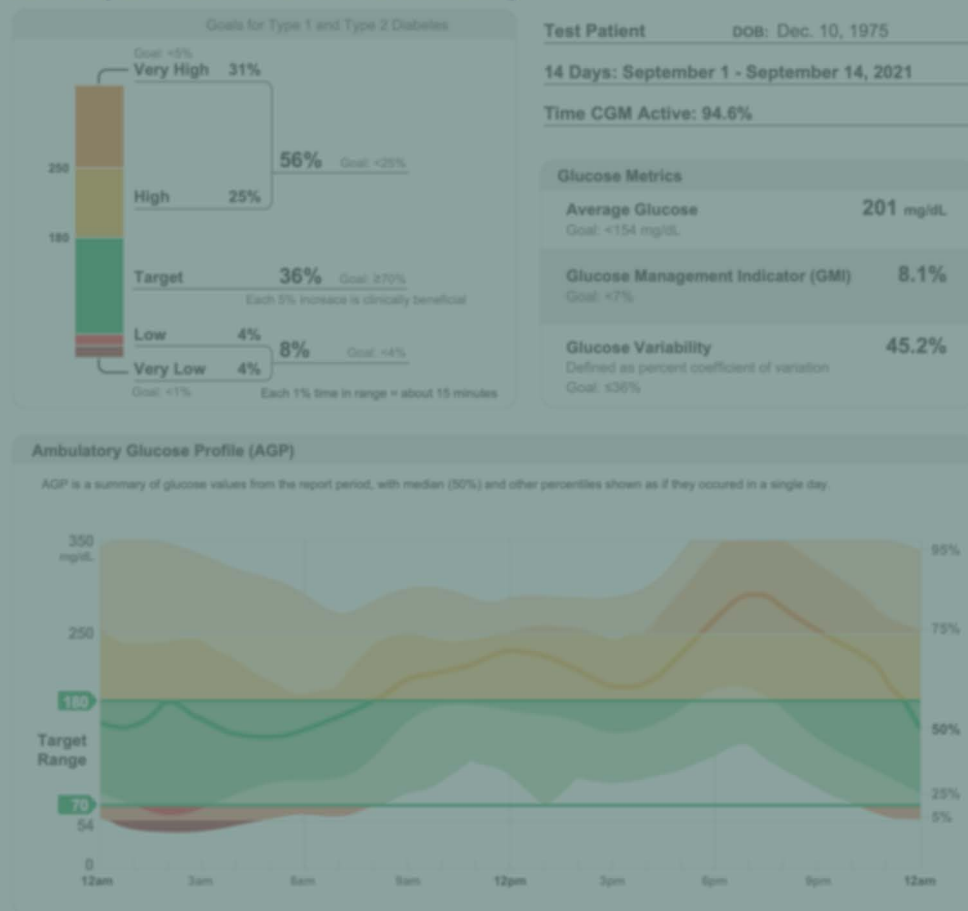 Goals for Type 1 and Type 2 Diabetes
Goal: <5%
Very High 31%
250
56% Goal: <25%
High 25%
180
Target 36% Goal: ≥70%
Each 5% increase is clinically beneficial
Low 4%
8% Goal: <4%
Very Low 4%
Goal: <1%
Each 1% time in range = about 15 minutes
Test Patient DOB: Dec. 10, 1975
14 Days: September 1 - September 14, 2021
Time CGM Active: 94.6%
Glucose Metrics
Average Glucose 201 mg/dL
Goal: <154 mg/dL
Glucose Management Indicator (GMI) 8.1%
Goal: <7%
Glucose Variability 45.2%
Defined as percent coefficient of variation
Goal: ≤36%
Ambulatory Glucose Profile (AGP)
AGP is a summary of glucose values from the report period, with median (50%) and other percentiles shown as if they occured in a single day.
350
mg/dL
95%
250
75%
180
Target
Range
50%
70
25%
54
5%
0
12am 3am 6am 9am 12pm 3pm 6pm 9pm 12am